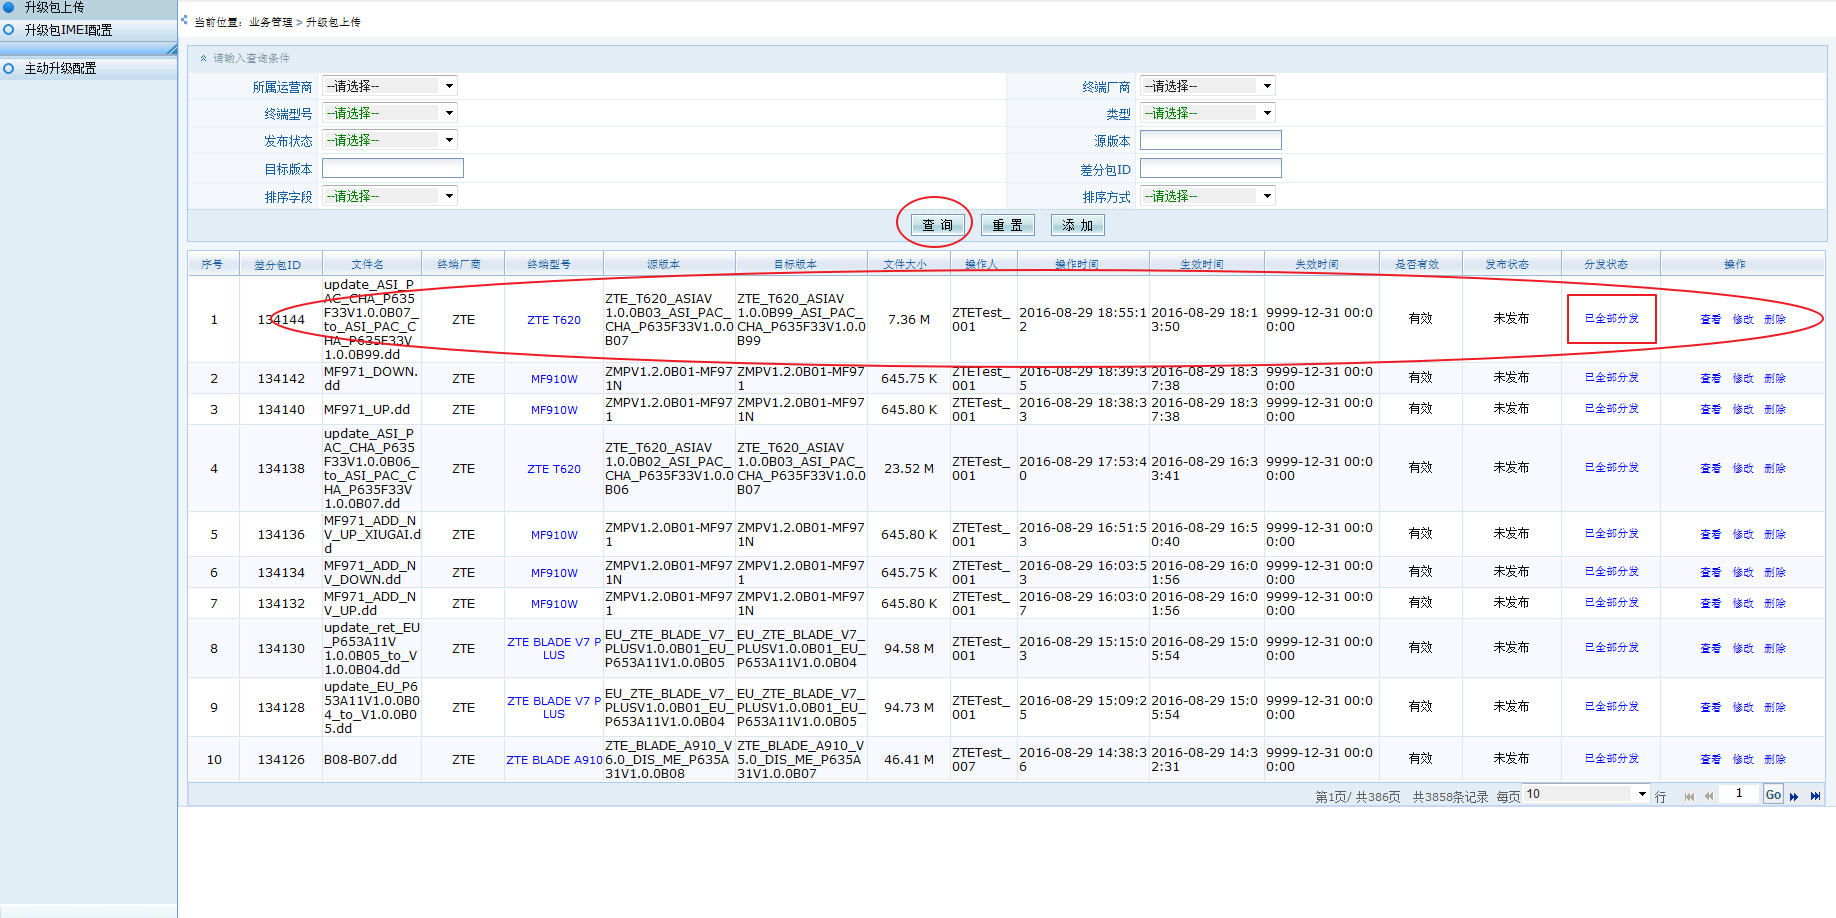 升级包上传
升级包IMEI配置
主动升级配置
当前位置：业务管理 > 升级包上传
请输入查询条件
所属运营商 --请选择-- 终端厂商 --请选择--
终端型号 --请选择-- 类型 --请选择--
发布状态 --请选择-- 源版本
目标版本 差分包ID
排序字段 --请选择-- 排序方式 --请选择--
查 询 重 置 添 加
序号 差分包ID 文件名 终端厂商 终端型号 源版本 目标版本 文件大小 操作人 操作时间 生效时间 失效时间 是否有效 发布状态 分发状态 操作
1 134144 update_ASI_PAC_CHA_P635F33V1.0.0B07_to_ASI_PAC_CHA_P635F33V1.0.0B99.dd ZTE ZTE T620 ZTE_T620_ASIAV1.0.0B03_ASI_PAC_CHA_P635F33V1.0.0B07 ZTE_T620_ASIAV1.0.0B99_ASI_PAC_CHA_P635F33V1.0.0B99 7.36 M ZTETest_001 2016-08-29 18:55:12 2016-08-29 18:13:50 9999-12-31 00:00:00 有效 未发布 已全部分发 查看 修改 删除
2 134142 MF971_DOWN.dd ZTE MF910W ZMPV1.2.0B01-MF971N ZMPV1.2.0B01-MF971 645.75 K ZTETest_001 2016-08-29 18:39:35 2016-08-29 18:37:38 9999-12-31 00:00:00 有效 未发布 已全部分发 查看 修改 删除
3 134140 MF971_UP.dd ZTE MF910W ZMPV1.2.0B01-MF971 ZMPV1.2.0B01-MF971N 645.80 K ZTETest_001 2016-08-29 18:38:33 2016-08-29 18:37:38 9999-12-31 00:00:00 有效 未发布 已全部分发 查看 修改 删除
4 134138 update_ASI_PAC_CHA_P635F33V1.0.0B06_to_ASI_PAC_CHA_P635F33V1.0.0B07.dd ZTE ZTE T620 ZTE_T620_ASIAV1.0.0B02_ASI_PAC_CHA_P635F33V1.0.0B06 ZTE_T620_ASIAV1.0.0B03_ASI_PAC_CHA_P635F33V1.0.0B07 23.52 M ZTETest_001 2016-08-29 17:53:40 2016-08-29 16:33:41 9999-12-31 00:00:00 有效 未发布 已全部分发 查看 修改 删除
5 134136 MF971_ADD_NV_UP_XIUGAI.dd ZTE MF910W ZMPV1.2.0B01-MF971 ZMPV1.2.0B01-MF971N 645.80 K ZTETest_001 2016-08-29 16:51:53 2016-08-29 16:50:40 9999-12-31 00:00:00 有效 未发布 已全部分发 查看 修改 删除
6 134134 MF971_ADD_NV_DOWN.dd ZTE MF910W ZMPV1.2.0B01-MF971N ZMPV1.2.0B01-MF971 645.75 K ZTETest_001 2016-08-29 16:03:53 2016-08-29 16:01:56 9999-12-31 00:00:00 有效 未发布 已全部分发 查看 修改 删除
7 134132 MF971_ADD_NV_UP.dd ZTE MF910W ZMPV1.2.0B01-MF971 ZMPV1.2.0B01-MF971N 645.80 K ZTETest_001 2016-08-29 16:03:07 2016-08-29 16:01:56 9999-12-31 00:00:00 有效 未发布 已全部分发 查看 修改 删除
8 134130 update_ret_EU_P653A11V1.0.0B05_to_V1.0.0B04.dd ZTE ZTE BLADE V7 PLUS EU_ZTE_BLADE_V7_PLUSV1.0.0B01_EU_P653A11V1.0.0B05 EU_ZTE_BLADE_V7_PLUSV1.0.0B01_EU_P653A11V1.0.0B04 94.58 M ZTETest_001 2016-08-29 15:15:03 2016-08-29 15:05:54 9999-12-31 00:00:00 有效 未发布 已全部分发 查看 修改 删除
9 134128 update_EU_P653A11V1.0.0B04_to_V1.0.0B05.dd ZTE ZTE BLADE V7 PLUS EU_ZTE_BLADE_V7_PLUSV1.0.0B01_EU_P653A11V1.0.0B04 EU_ZTE_BLADE_V7_PLUSV1.0.0B01_EU_P653A11V1.0.0B05 94.73 M ZTETest_001 2016-08-29 15:09:25 2016-08-29 15:05:54 9999-12-31 00:00:00 有效 未发布 已全部分发 查看 修改 删除
10 134126 B08-B07.dd ZTE ZTE BLADE A910 ZTE_BLADE_A910_V6.0_DIS_ME_P635A31V1.0.0B08 ZTE_BLADE_A910_V5.0_DIS_ME_P635A31V1.0.0B07 46.41 M ZTETest_007 2016-08-29 14:38:36 2016-08-29 14:32:31 9999-12-31 00:00:00 有效 未发布 已全部分发 查看 修改 删除
第1页/ 共386页 共3858条记录 每页 10 行 1 Go